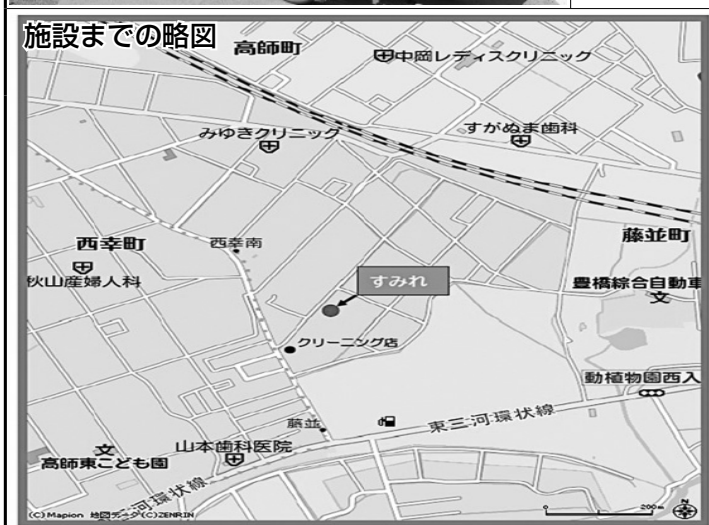 施設までの略図
高師町
中岡レディスクリニック
みゆきクリニック
すがぬま歯科
西幸町
西幸南
藤並町
秋山産婦人科
すみれ
豊橋綜合自動車
文
クリーニング店
動植物園西入
藤並
東三河環状線
文
山本歯科医院
高師東こども園
三河環状線
(C)Mapion 地図データ(C)ZENRIN
0
200m
N